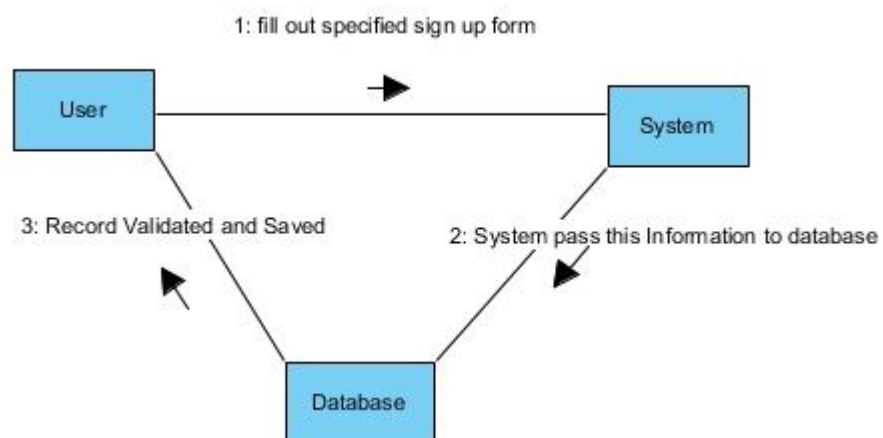 1: fill out specified sign up form
User
System
3: Record Validated and Saved
2: System pass this Information to database
Database